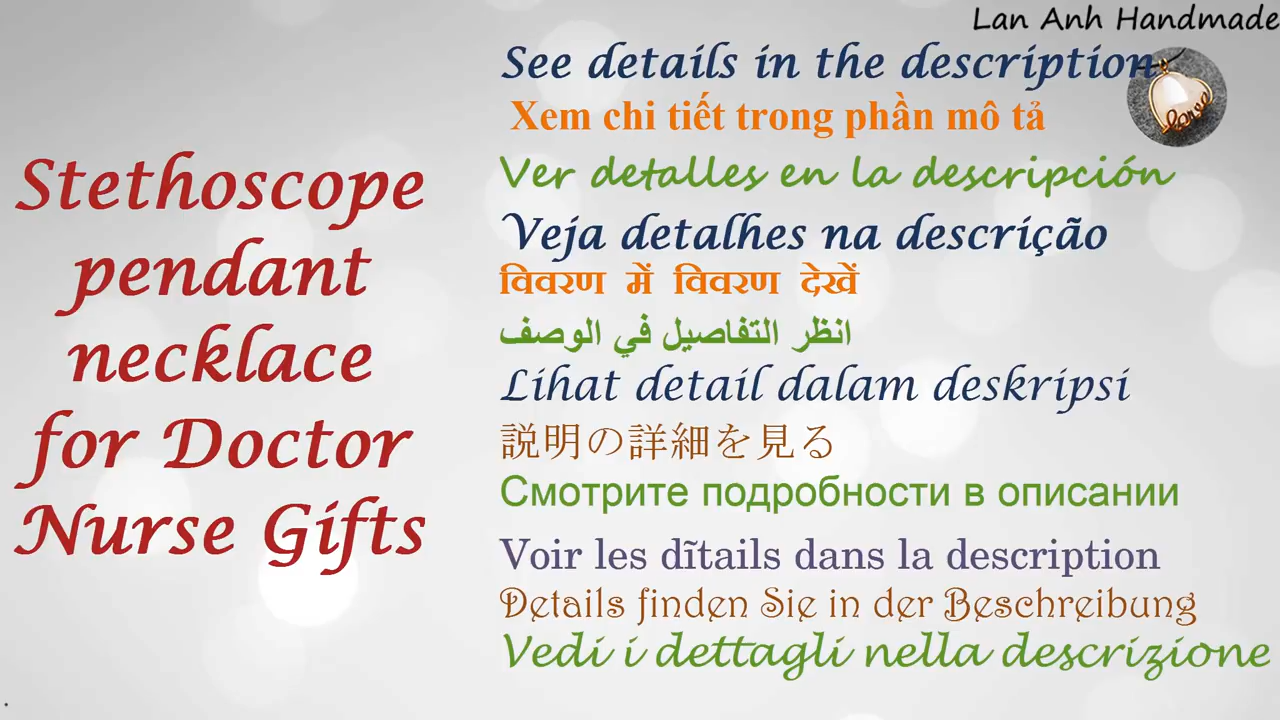 Lan Anh Handmade
Stethoscope
pendant
necklace
for Doctor
Nurse Gifts
See details in the description
Xem chi tiết trong phần mô tả
Ver detalles en la descripción
Veja detalhes na descrição
विवरण में विवरण देखें
انظر التفاصيل في الوصف
Lihat detail dalam deskripsi
説明の詳細を見る
Смотрите подробности в описании
Voir les dĩtails dans la description
Details finden Sie in der Beschreibung
Vedi i dettagli nella descrizione
love